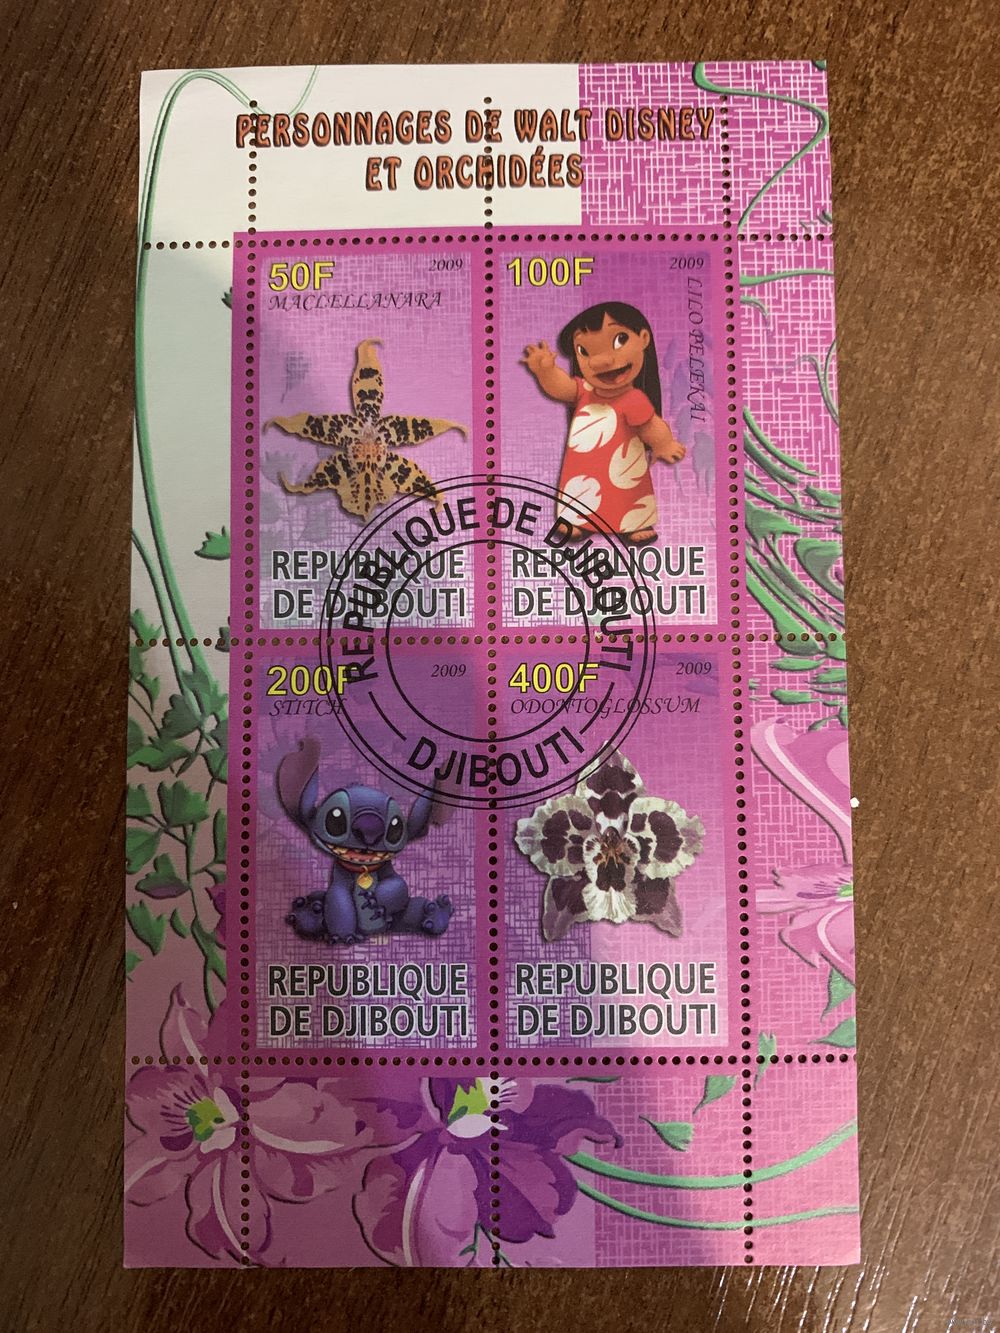 PERSONNAGES DE WALT DISNEY
ET ORCHIDÉES
50F
2009
MACLELLANARA
REPUBLIQUE
DE DJIBOUTI
100F
2009
LILO PELEKAI
REPUBLIQUE
DE DJIBOUTI
REPUBLIQUE DE DJIBOUTI
DJIBOUTI
200F
2009
STITCH
REPUBLIQUE
DE DJIBOUTI
400F
2009
ODONTOGLOSSUM
REPUBLIQUE
DE DJIBOUTI